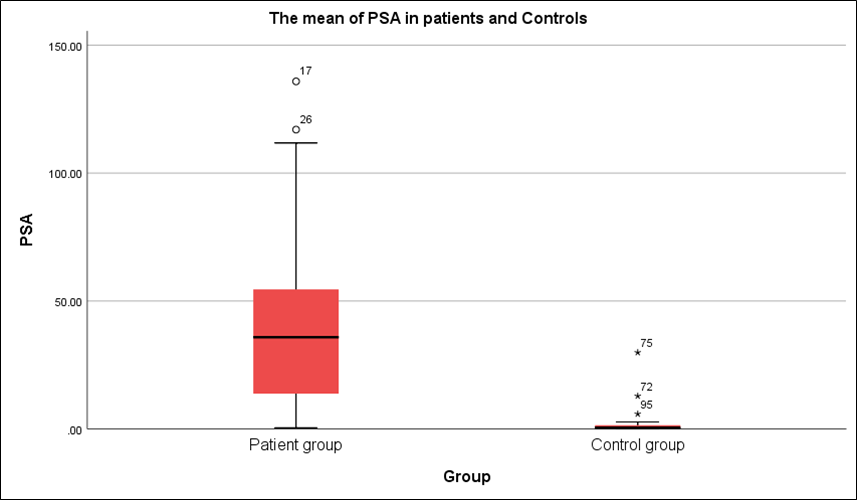 The mean of PSA in patients and Controls
150.00
100.00
50.00
.00
PSA
17
26
75
72
95
Patient group
Control group
Group